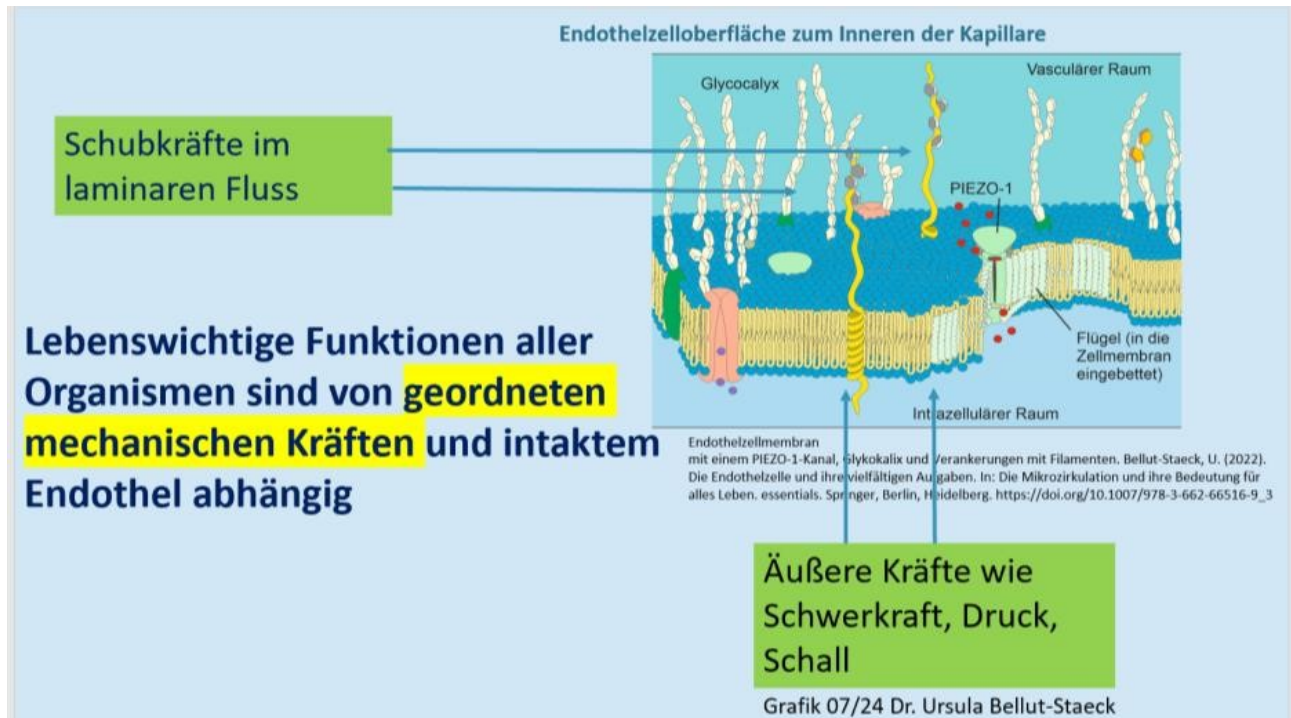 Endothelzelloberfläche zum Inneren der Kapillare
Glycocalyx
Vasculärer Raum
Schubkräfte im
laminaren Fluss
PIEZO-1
Flügel (in die
Zellmembran
eingebettet)
Intrazellulärer Raum
Lebenswichtige Funktionen aller
Organismen sind von geordneten
mechanischen Kräften und intaktem
Endothel abhängig
Endothelzellmembran
mit einem PIEZO-1-Kanal, Glykokalix und Verankerungen mit Filamenten. Bellut-Staeck, U. (2022).
Die Endothelzelle und ihre vielfältigen Aufgaben. In: Die Mikrozirkulation und ihre Bedeutung für
alles Leben. essentials. Springer, Berlin, Heidelberg. https://doi.org/10.1007/978-3-662-66516-9_3
Äußere Kräfte wie
Schwerkraft, Druck,
Schall
Grafik 07/24 Dr. Ursula Bellut-Staeck